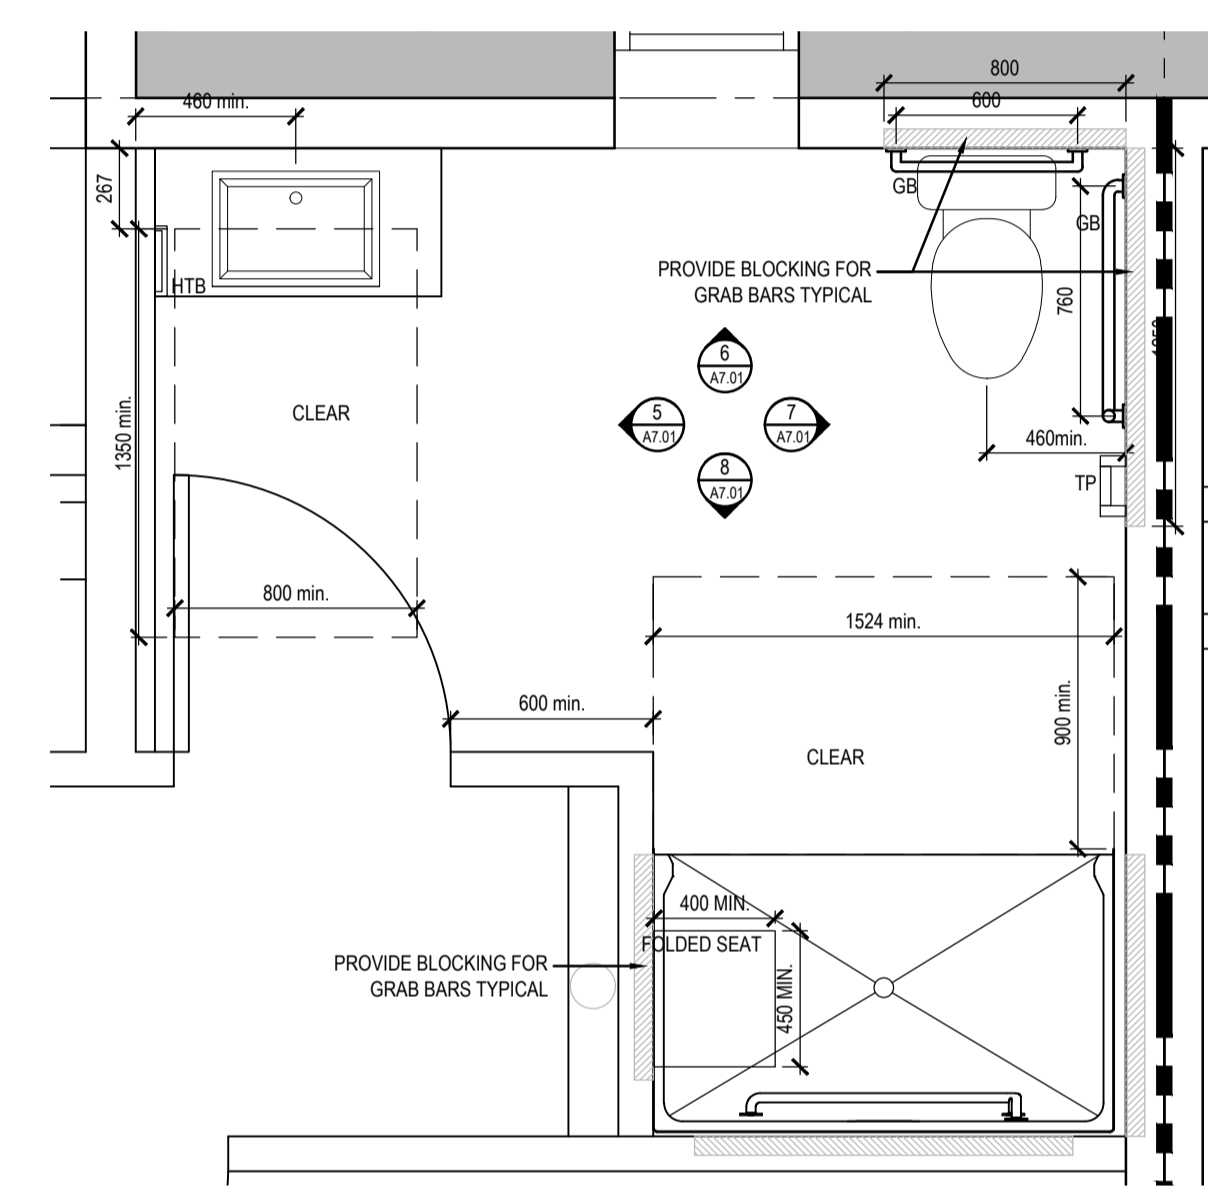 800
460 min.
600
267
GB
GB
PROVIDE BLOCKING FOR
GRAB BARS TYPICAL
HTB
760
6
A7.01
5
A7.01
7
A7.01
8
A7.01
CLEAR
1350 min.
460min.
TP
800 min.
1524 min.
600 min.
900 min.
CLEAR
400 MIN.
FOLDED SEAT
PROVIDE BLOCKING FOR
GRAB BARS TYPICAL
450 MIN.